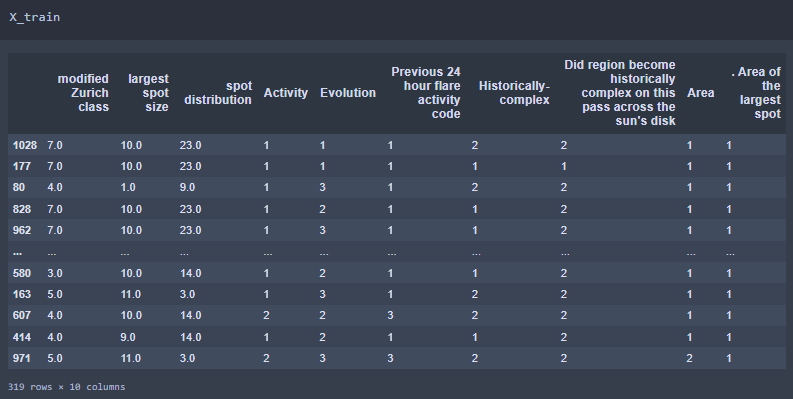 X_train
modified Zurich class largest spot size spot distribution Activity Evolution Previous 24 hour flare activity code Historically-complex Did region become historically complex on this pass across the sun's disk Area . Area of the largest spot
1028 7.0 10.0 23.0 1 1 1 2 2 1 1
177 7.0 10.0 23.0 1 1 1 1 1 1 1
80 4.0 1.0 9.0 1 3 1 2 2 1 1
828 7.0 10.0 23.0 1 2 1 1 2 1 1
962 7.0 10.0 23.0 1 3 1 1 2 1 1
... ... ... ... ... ... ... ... ... ... ...
580 3.0 10.0 14.0 1 2 1 1 2 1 1
163 5.0 11.0 3.0 1 3 1 2 2 1 1
607 4.0 10.0 14.0 2 2 3 2 2 1 1
414 4.0 9.0 14.0 1 2 1 1 2 1 1
971 5.0 11.0 3.0 2 3 3 2 2 2 1
319 rows × 10 columns